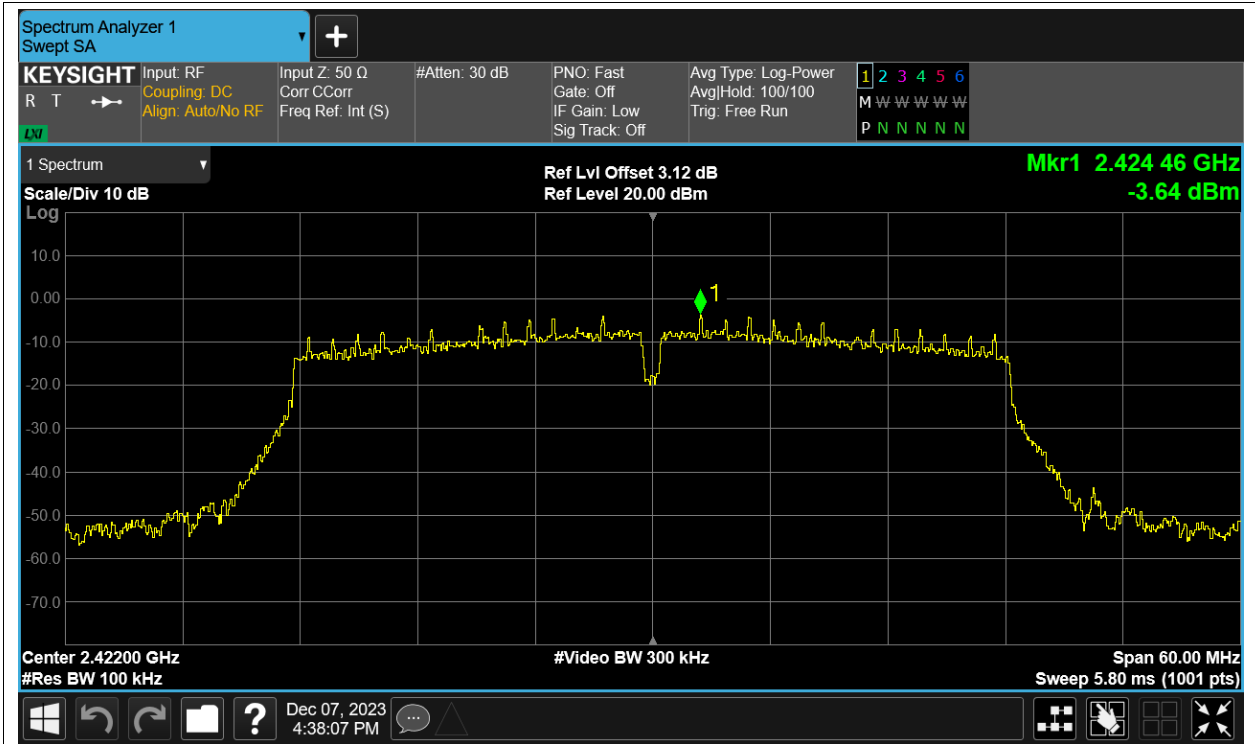 Spectrum Analyzer 1
Swept SA
KEYSIGHT
R T
LXI
Input: RF
Coupling: DC
Align: Auto/No RF
Input Z: 50 Ω
Corr CCorr
Freq Ref: Int (S)
#Atten: 30 dB
PNO: Fast
Gate: Off
IF Gain: Low
Sig Track: Off
Avg Type: Log-Power
Avg|Hold: 100/100
Trig: Free Run
1 2 3 4 5 6
M W W W W W
P N N N N N
1 Spectrum
Scale/Div 10 dB
Log
Ref Lvl Offset 3.12 dB
Ref Level 20.00 dBm
Mkr1 2.424 46 GHz
-3.64 dBm
10.0
0.00
-10.0
-20.0
-30.0
-40.0
-50.0
-60.0
-70.0
1
Center 2.42200 GHz
#Res BW 100 kHz
#Video BW 300 kHz
Span 60.00 MHz
Sweep 5.80 ms (1001 pts)
?
Dec 07, 2023
4:38:07 PM